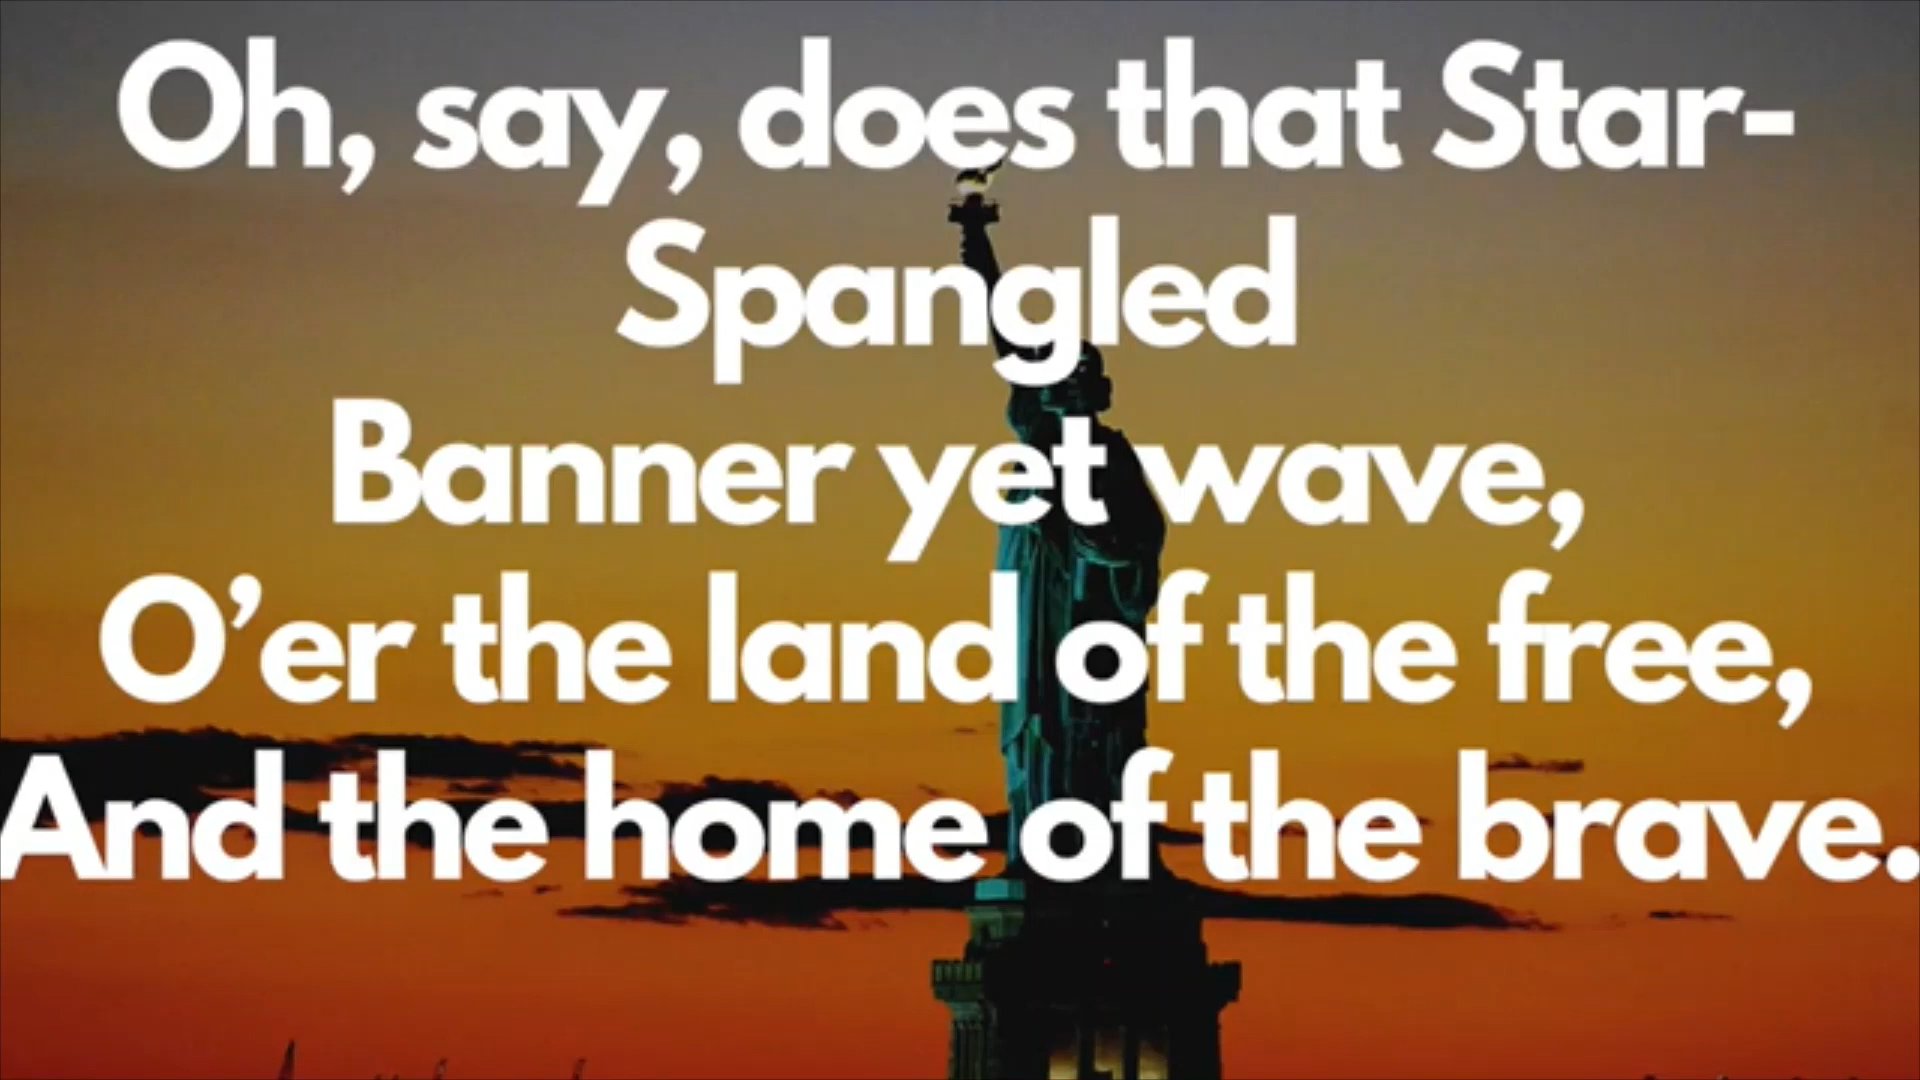 Oh, say, does that Star-
Spangled
Banner yet wave,
O’er the land of the free,
And the home of the brave.